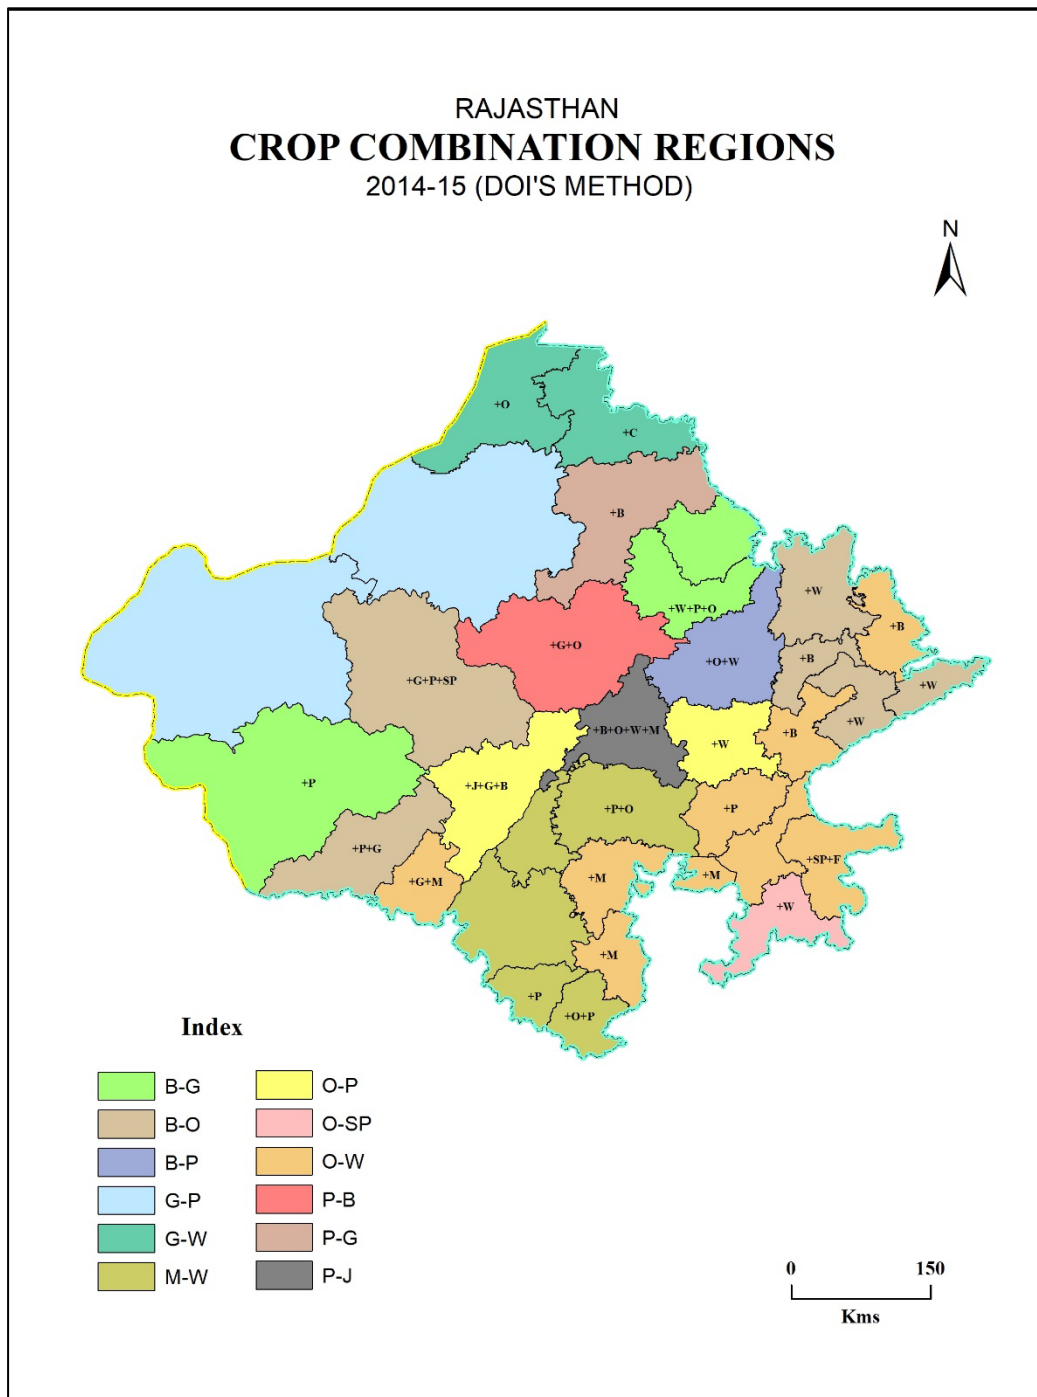 RAJASTHAN
CROP COMBINATION REGIONS
2014-15 (DOI'S METHOD)
N
+O
+C
+B
+W+P+O
+W
+B
+G+O
+O+W
+B
+W
+G+P+SP
+W
+B+O+W+M
+W
+B
+P
+J+G+B
+P+O
+P
+P+G
+SP+F
+G+M
+M
+M
+W
+M
+P
+O+P
Index
B-G
B-O
B-P
G-P
G-W
M-W
O-P
O-SP
O-W
P-B
P-G
P-J
0 150
Kms